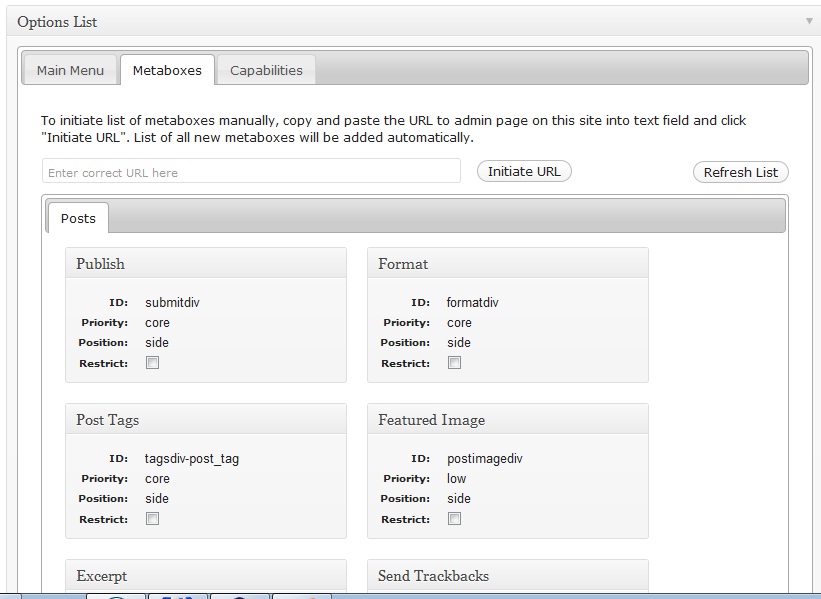 Options List
Main Menu Metaboxes Capabilities
To initiate list of metaboxes manually, copy and paste the URL to admin page on this site into text field and click
"Initiate URL". List of all new metaboxes will be added automatically.
Enter correct URL here Initiate URL Refresh List
Posts
Publish
ID: submitdiv
Priority: core
Position: side
Restrict:
Format
ID: formatdiv
Priority: core
Position: side
Restrict:
Post Tags
ID: tagsdiv-post_tag
Priority: core
Position: side
Restrict:
Featured Image
ID: postimagediv
Priority: low
Position: side
Restrict:
Excerpt
Send Trackbacks